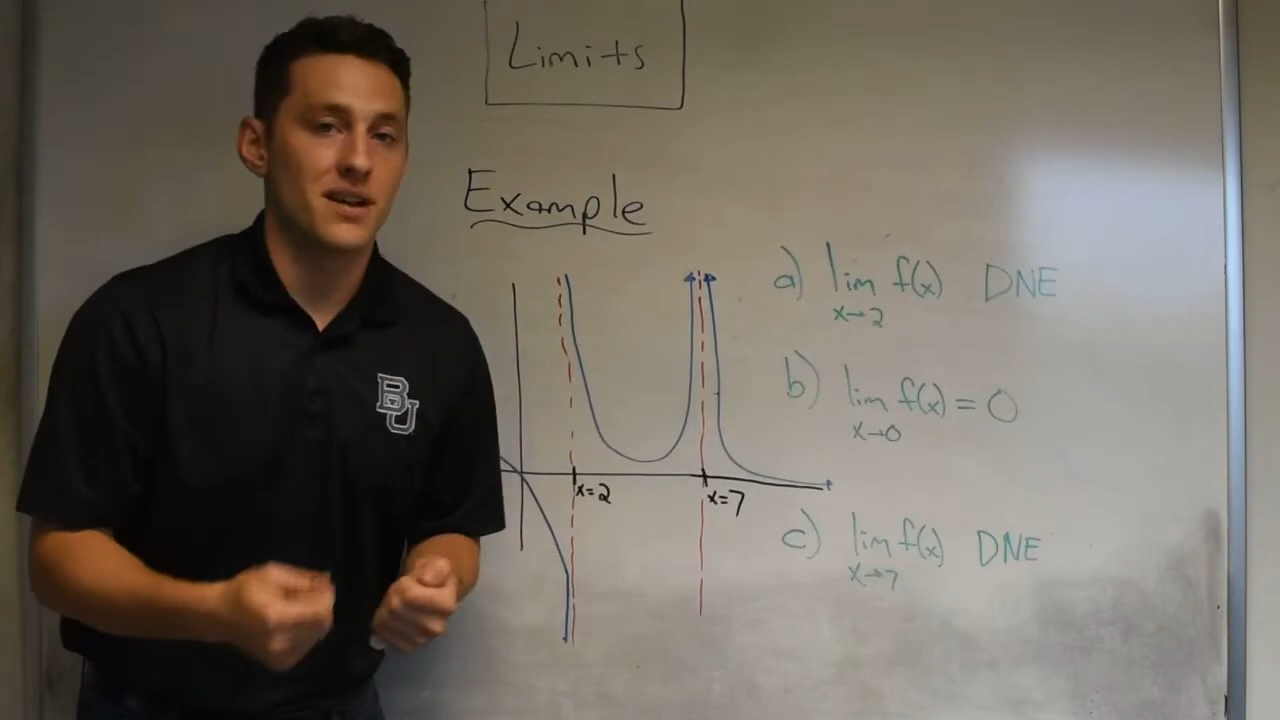 Limits
Example
a) lim f(x) DNE
x→2
b) lim f(x) = 0
x→0
x=2
x=7
c) lim f(x) DNE
x→7
BU